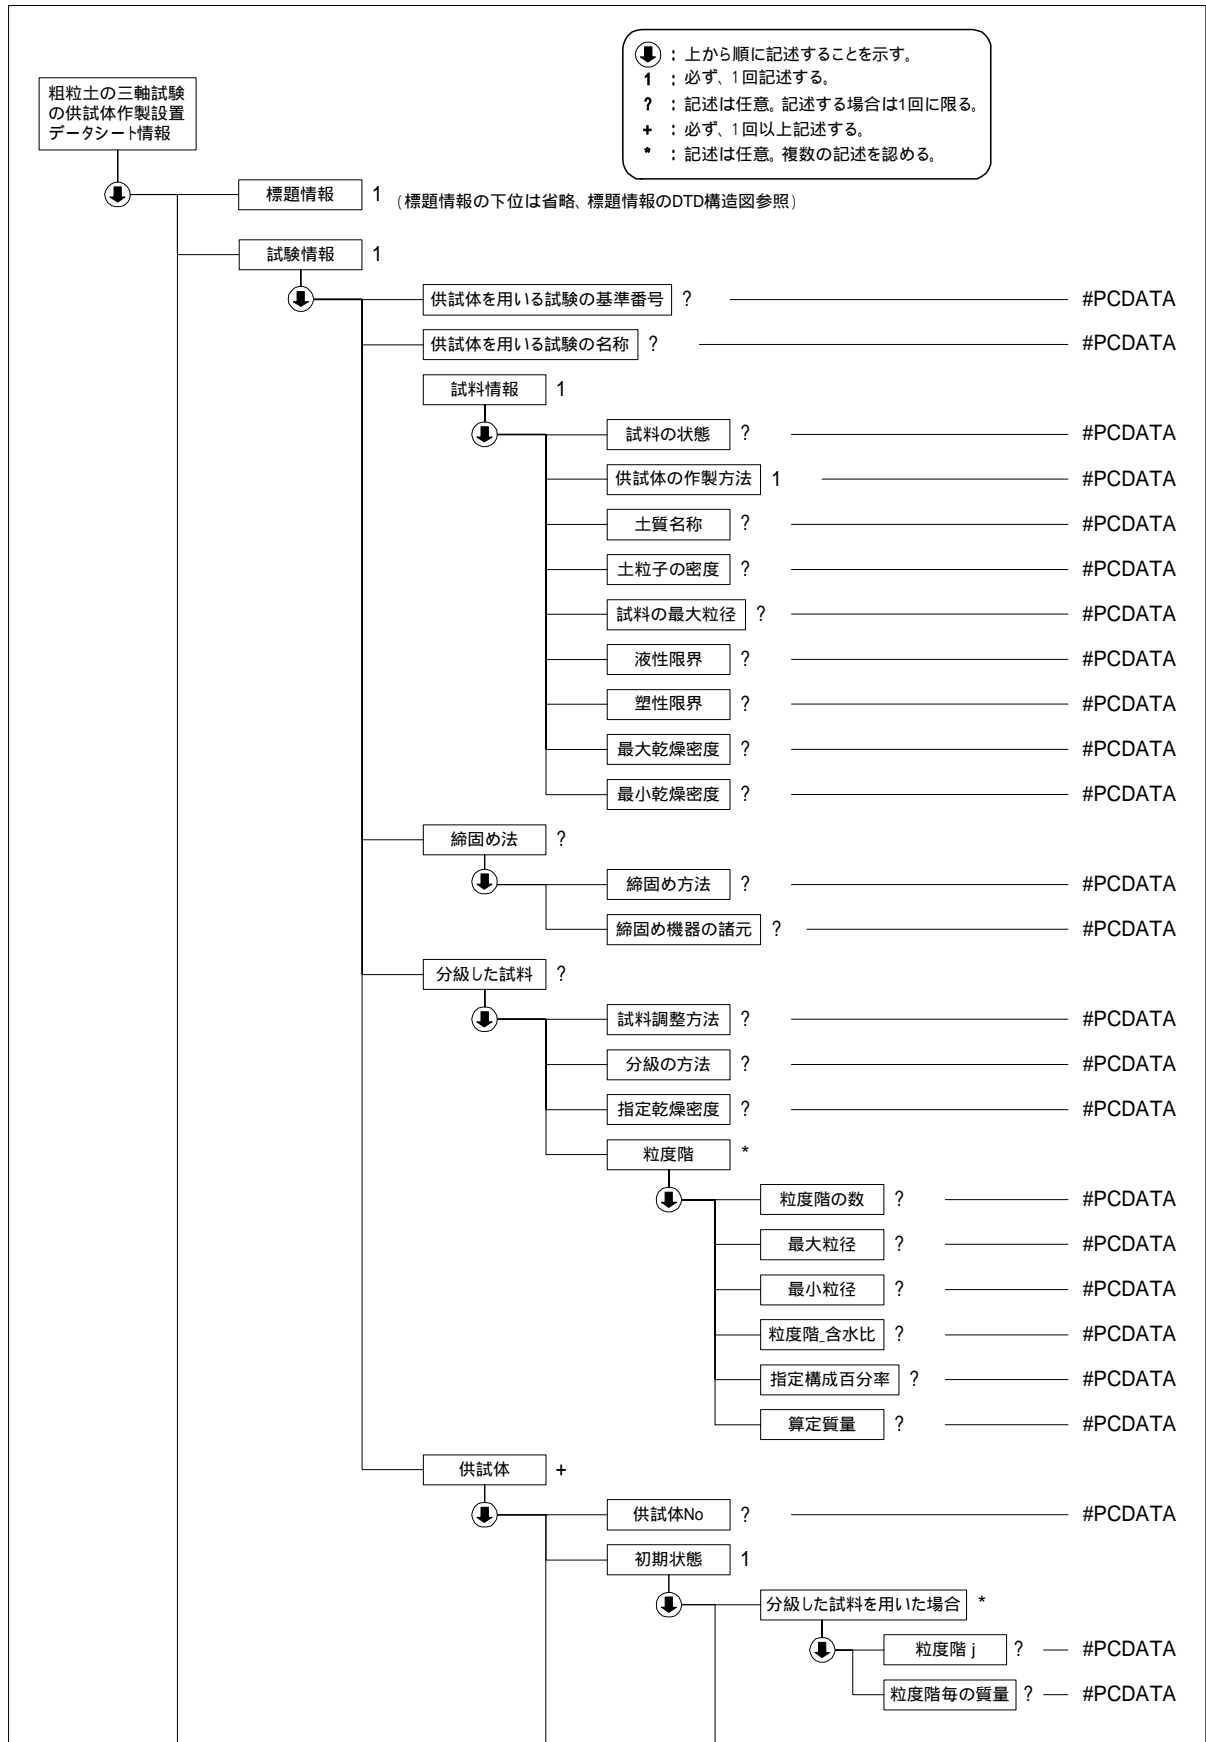 ：上から順に記述することを示す。
1 ：必ず、1回記述する。
? ：記述は任意。記述する場合は1回に限る。
+ ：必ず、1回以上記述する。
* ：記述は任意。複数の記述を認める。
粗粒土の三軸試験
の供試体作製設置
データシート情報
標題情報 1 （標題情報の下位は省略、標題情報のDTD構造図参照）
試験情報 1
供試体を用いる試験の基準番号 ? #PCDATA
供試体を用いる試験の名称 ? #PCDATA
試料情報 1
試料の状態 ? #PCDATA
供試体の作製方法 1 #PCDATA
土質名称 ? #PCDATA
土粒子の密度 ? #PCDATA
試料の最大粒径 ? #PCDATA
液性限界 ? #PCDATA
塑性限界 ? #PCDATA
最大乾燥密度 ? #PCDATA
最小乾燥密度 ? #PCDATA
締固め法 ?
締固め方法 ? #PCDATA
締固め機器の諸元 ? #PCDATA
分級した試料 ?
試料調整方法 ? #PCDATA
分級の方法 ? #PCDATA
指定乾燥密度 ? #PCDATA
粒度階 *
粒度階の数 ? #PCDATA
最大粒径 ? #PCDATA
最小粒径 ? #PCDATA
粒度階_含水比 ? #PCDATA
指定構成百分率 ? #PCDATA
算定質量 ? #PCDATA
供試体 +
供試体No ? #PCDATA
初期状態 1
分級した試料を用いた場合 *
粒度階 j ? #PCDATA
粒度階毎の質量 ? #PCDATA